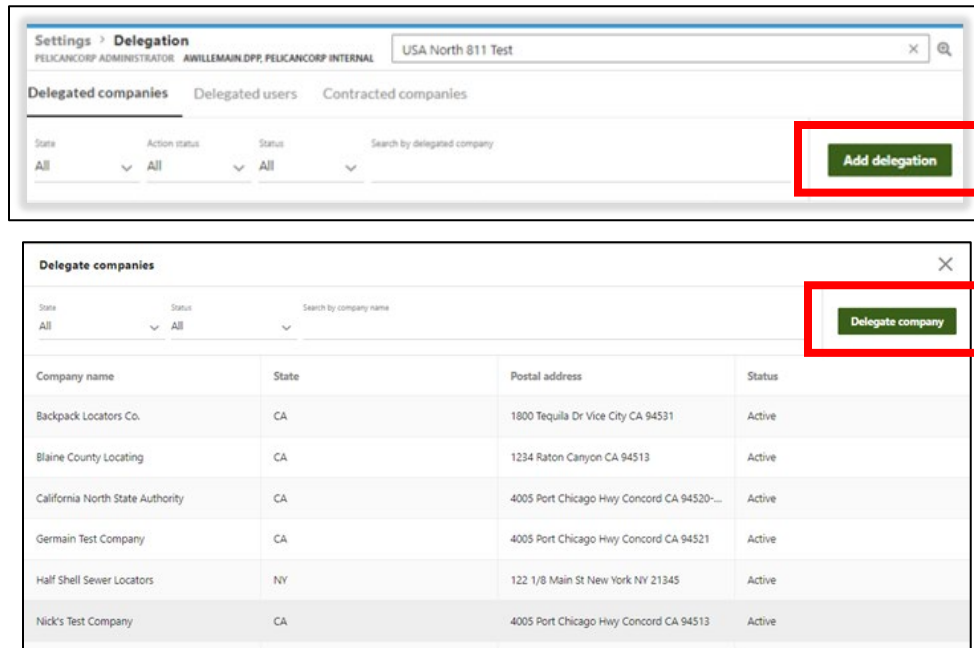 Settings > Delegation
PELICANCORP ADMINISTRATOR AWILLEMAIN.DPP, PELICANCORP INTERNAL
USA North 811 Test
Delegated companies Delegated users Contracted companies
State Action status Status Search by delegated company
All All All
Add delegation
Delegate companies
State Status Search by company name
All All
Delegate company
Company name State Postal address Status
Backpack Locators Co. CA 1800 Tequila Dr Vice City CA 94531 Active
Blaine County Locating CA 1234 Raton Canyon CA 94513 Active
California North State Authority CA 4005 Port Chicago Hwy Concord CA 94520-... Active
Germain Test Company CA 4005 Port Chicago Hwy Concord CA 94521 Active
Half Shell Sewer Locators NY 122 1/8 Main St New York NY 21345 Active
Nick's Test Company CA 4005 Port Chicago Hwy Concord CA 94513 Active